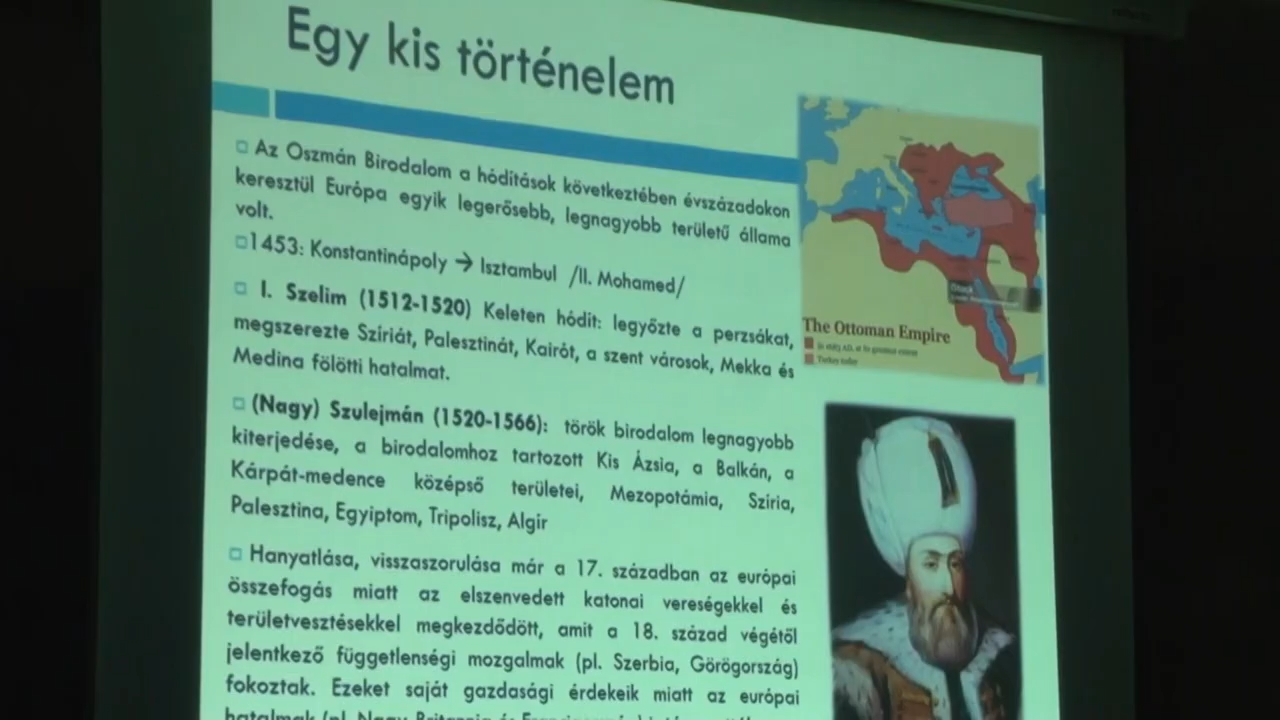 Egy kis történelem
Az Oszmán Birodalom a hódítások következtében évszázadokon
keresztül Európa egyik legerősebb, legnagyobb területű állama
volt.
1453: Konstantinápoly → Isztambul /II. Mohamed/
I. Szelim (1512-1520) Keleten hódít: legyőzte a perzsákat,
megszerezte Szíriát, Palesztinát, Kairót, a szent városok, Mekka és
Medina fölötti hatalmat.
(Nagy) Szulejmán (1520-1566): török birodalom legnagyobb
kiterjedése, a birodalomhoz tartozott Kis Ázsia, a Balkán, a
Kárpát-medence középső területei, Mezopotámia, Szíria,
Palesztina, Egyiptom, Tripolisz, Algír
Hanyatlása, visszaszorulása már a 17. században az európai
összefogás miatt az elszenvedett katonai vereségekkel és
területvesztésekkel megkezdődött, amit a 18. század végétől
jelentkező függetlenségi mozgalmak (pl. Szerbia, Görögország)
fokoztak. Ezeket saját gazdasági érdekeik miatt az európai
The Ottoman Empire
Turkey today